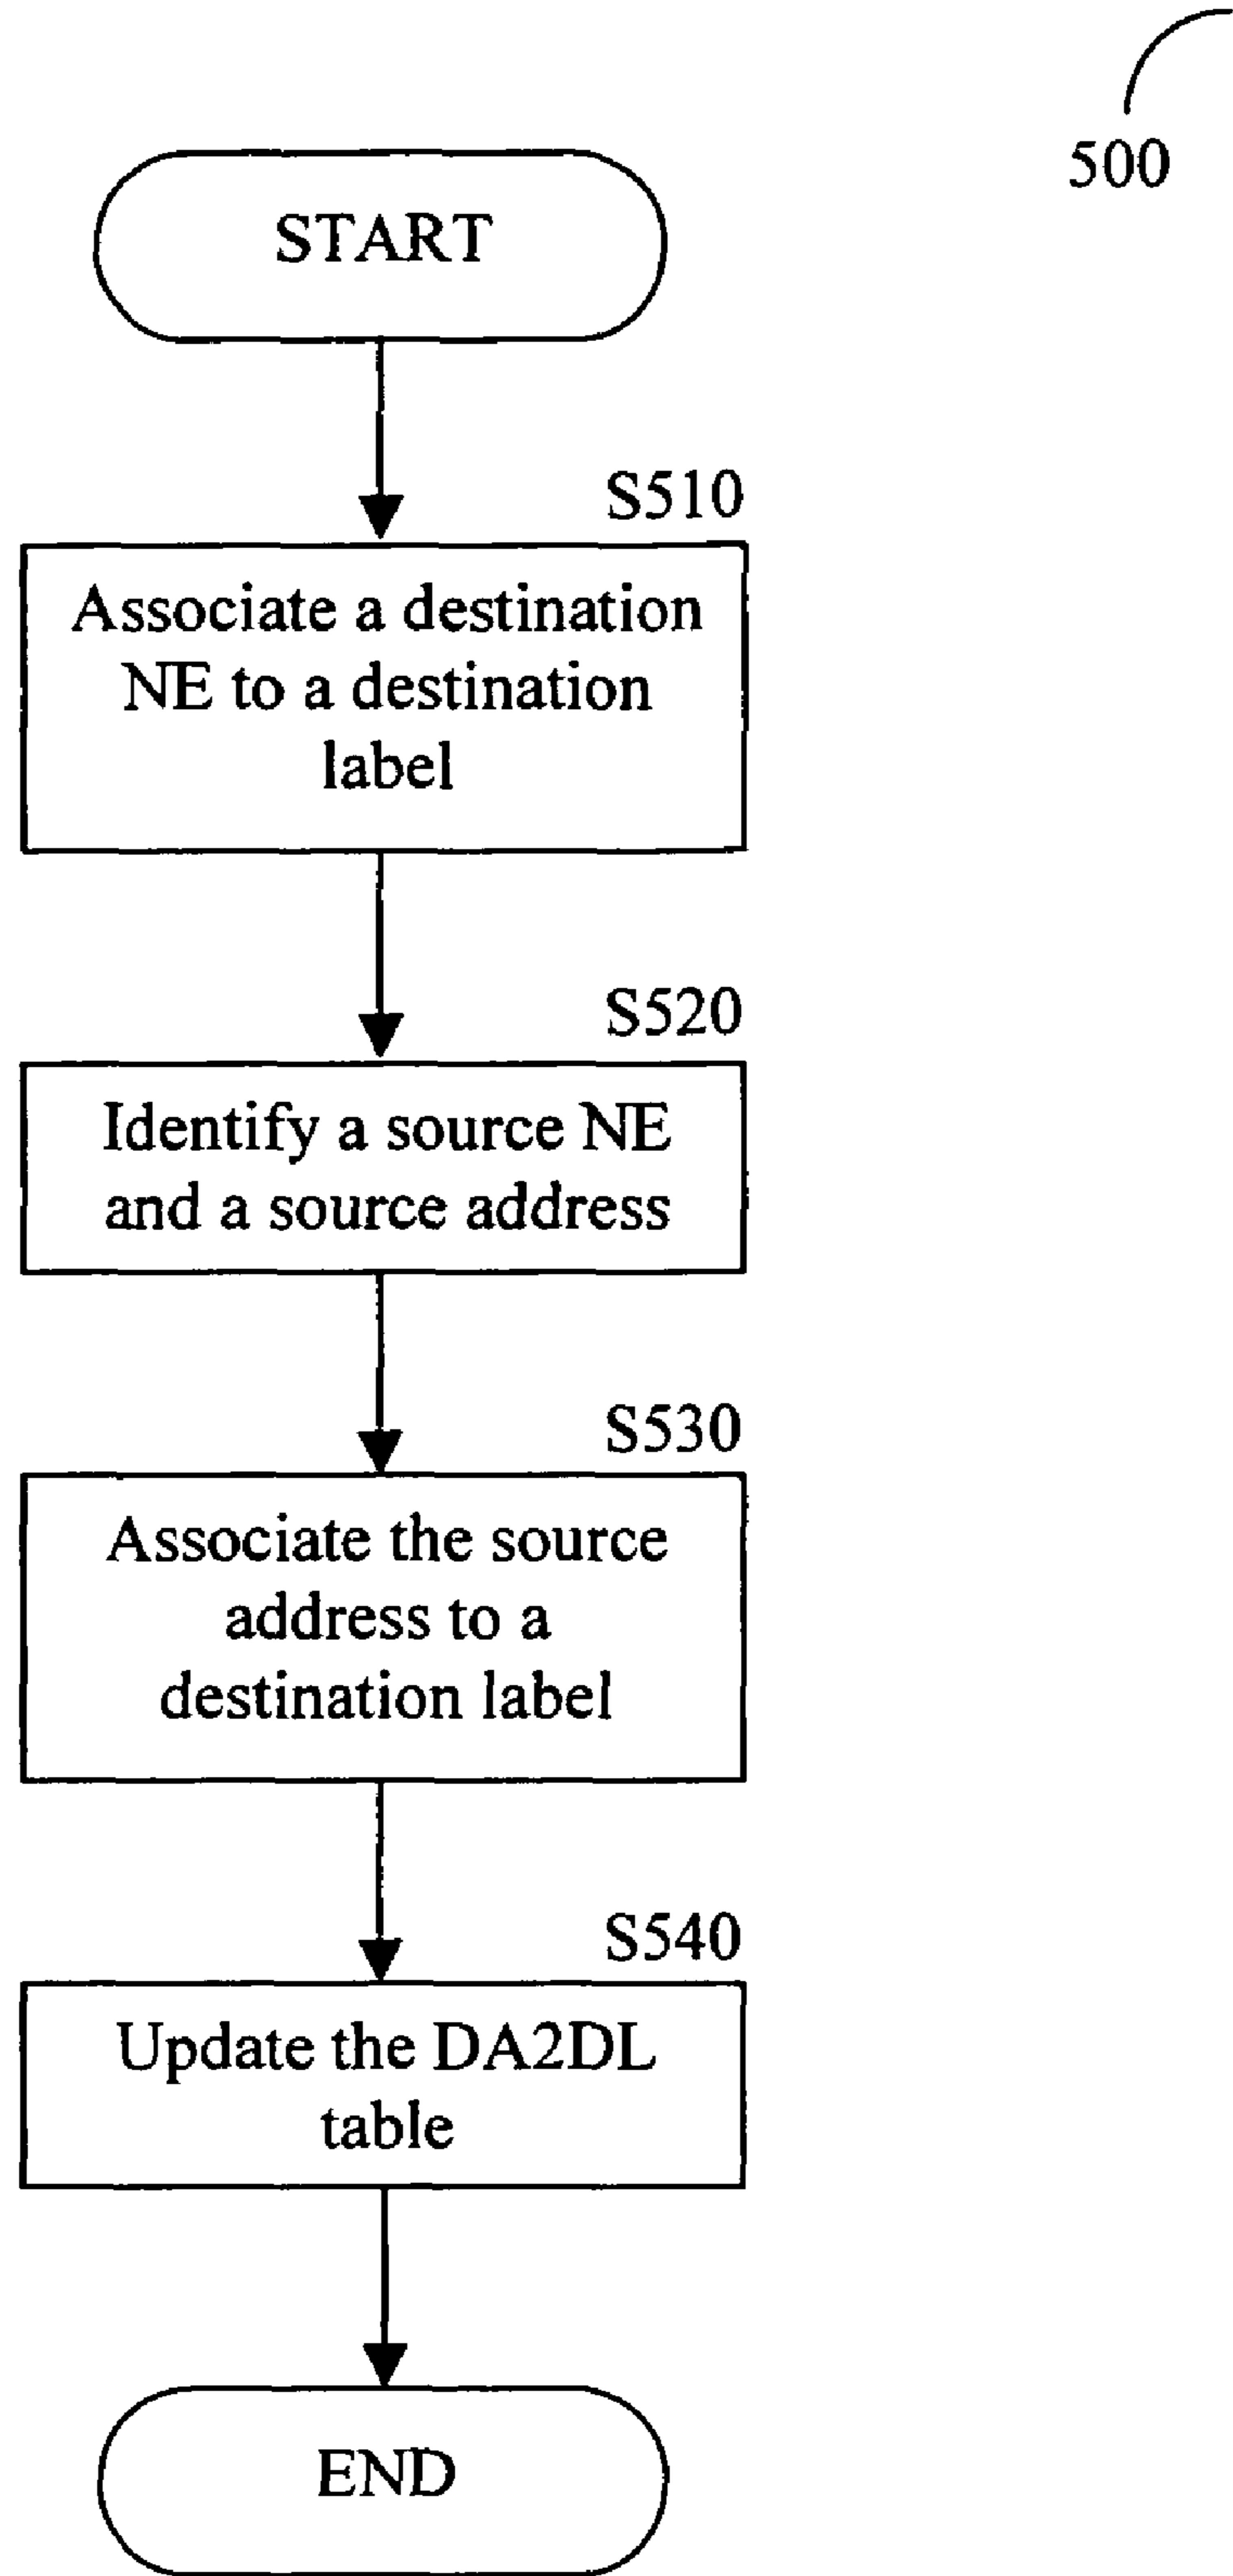 500
START
S510
Associate a destination
NE to a destination
label
S520
Identify a source NE
and a source address
S530
Associate the source
address to a
destination label
S540
Update the DA2DL
table
END